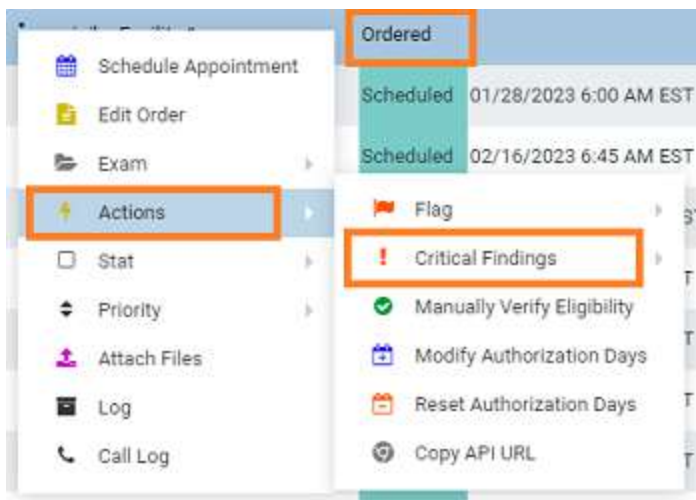 Ordered
Schedule Appointment
Edit Order
Scheduled 01/28/2023 6:00 AM EST
Exam
Scheduled 02/16/2023 6:45 AM EST
Actions
Flag
Stat
Critical Findings
Priority
Manually Verify Eligibility
Attach Files
Modify Authorization Days
Log
Reset Authorization Days
Call Log
Copy API URL